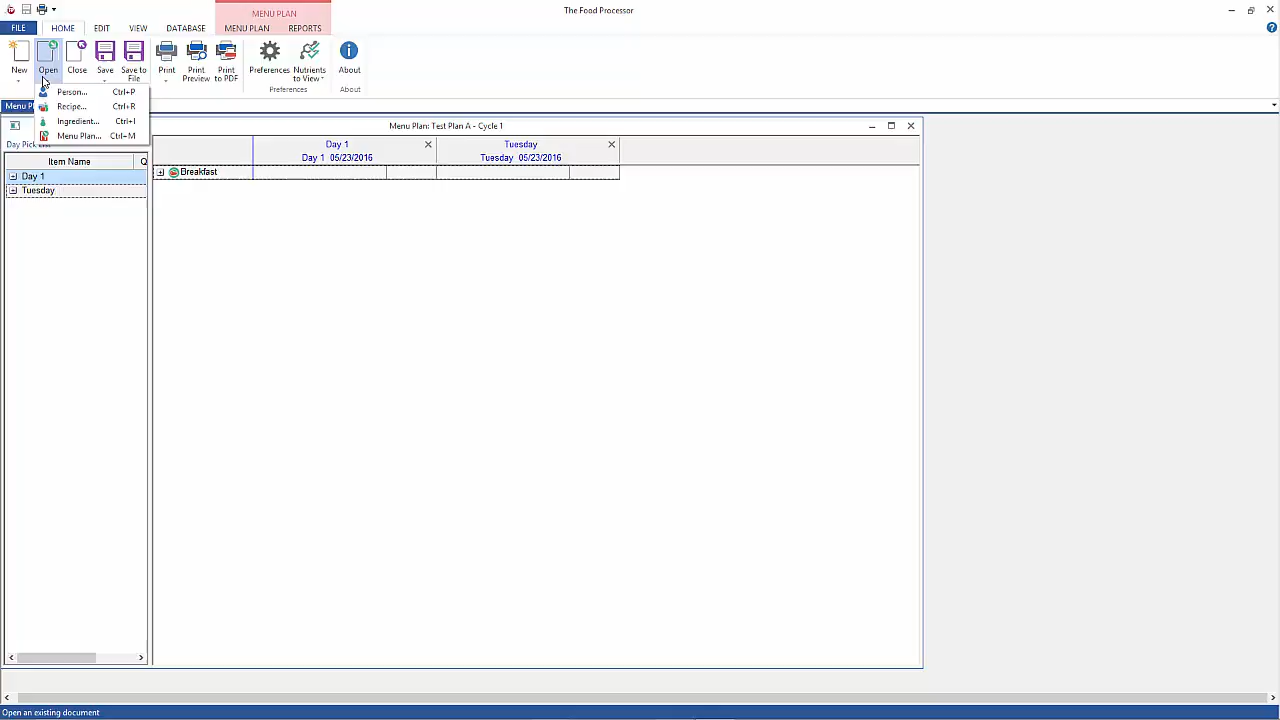 MENU PLAN
The Food Processor
FILE HOME EDIT VIEW DATABASE MENU PLAN REPORTS
New Open Close Save Save to File Print Print Preview Print to PDF Preferences Nutrients to View About
Preferences About
Person... Ctrl+P
Recipe... Ctrl+R
Ingredient... Ctrl+I
Menu Plan... Ctrl+M
Menu
Menu Plan: Test Plan A - Cycle 1
Day Pick
Item Name Q
Day 1
Tuesday
Day 1 Tuesday
Day 1 05/23/2016 Tuesday 05/23/2016
Breakfast
Open an existing document